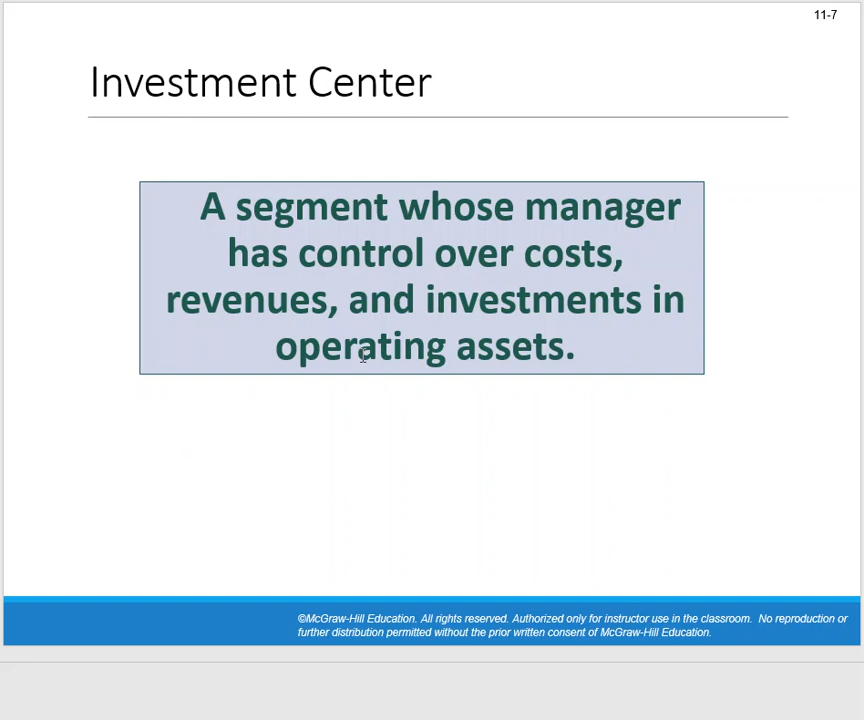 11-7
Investment Center
A segment whose manager
has control over costs,
revenues, and investments in
operating assets.
©McGraw-Hill Education. All rights reserved. Authorized only for instructor use in the classroom. No reproduction or
further distribution permitted without the prior written consent of McGraw-Hill Education.